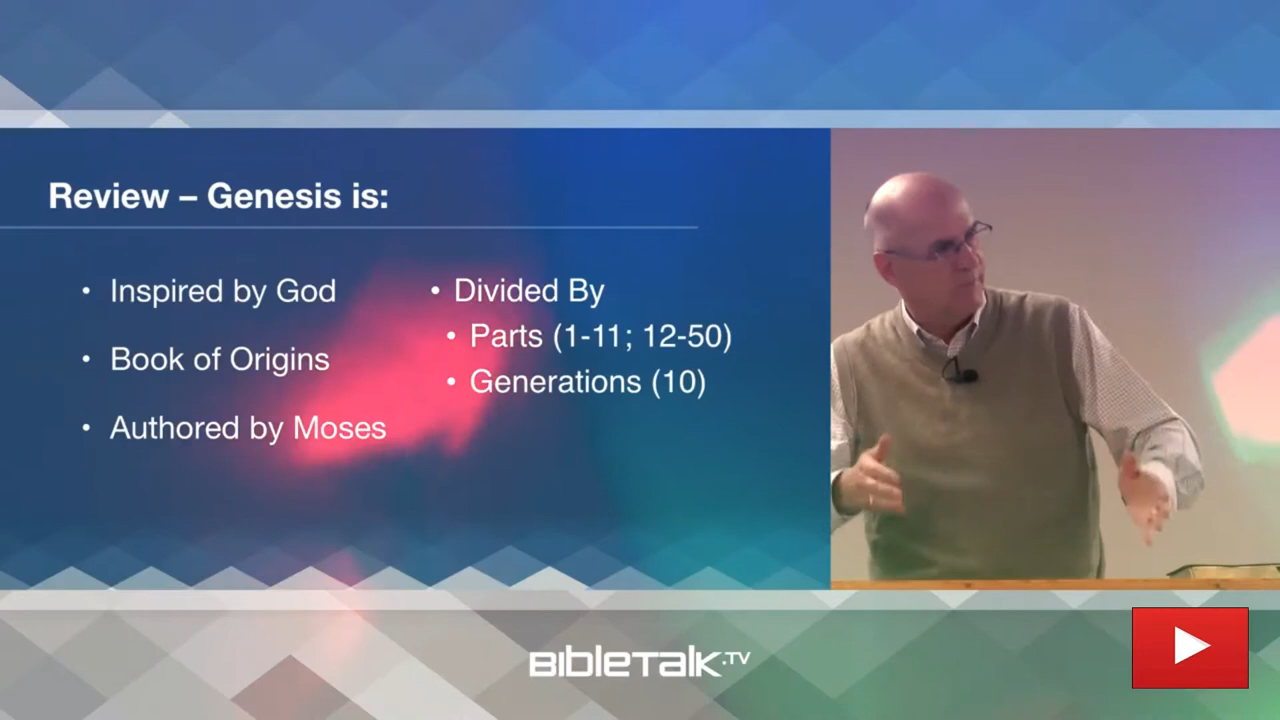 Review – Genesis is:
• Inspired by God
• Book of Origins
• Authored by Moses
• Divided By
• Parts (1-11; 12-50)
• Generations (10)
BIBLETALK.TV